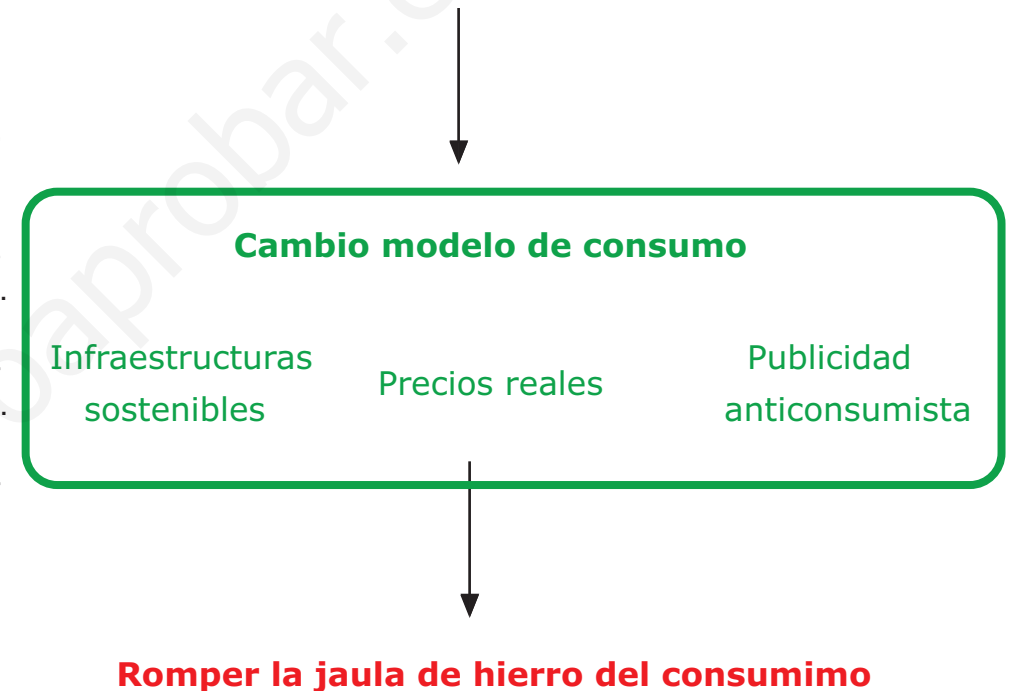 Cambio modelo de consumo
Infraestructuras
sostenibles
Precios reales
Publicidad
anticonsumista
Romper la jaula de hierro del consumimo